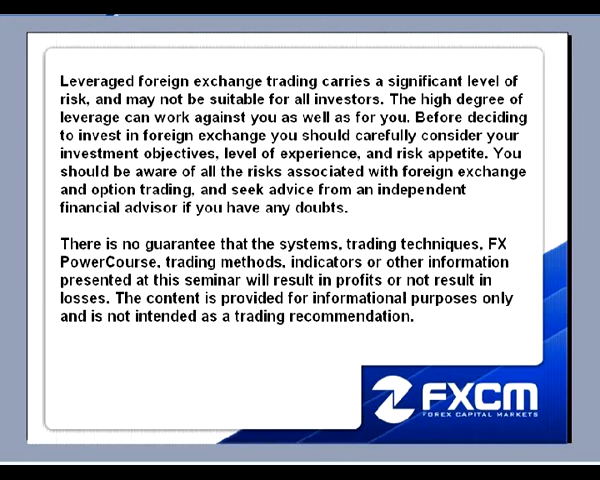 Leveraged foreign exchange trading carries a significant level of
risk, and may not be suitable for all investors. The high degree of
leverage can work against you as well as for you. Before deciding
to invest in foreign exchange you should carefully consider your
investment objectives, level of experience, and risk appetite. You
should be aware of all the risks associated with foreign exchange
and option trading, and seek advice from an independent
financial advisor if you have any doubts.
There is no guarantee that the systems, trading techniques, FX
PowerCourse, trading methods, indicators or other information
presented at this seminar will result in profits or not result in
losses. The content is provided for informational purposes only
and is not intended as a trading recommendation.
FXCM
FOREX CAPITAL MARKETS